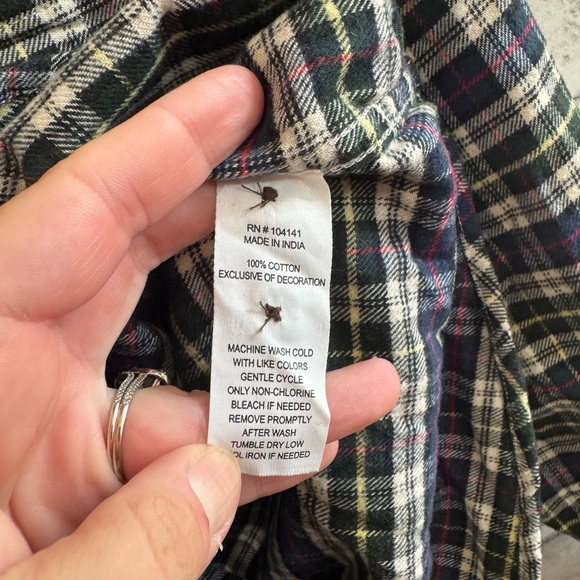 RN # 104141
MADE IN INDIA
100% COTTON
EXCLUSIVE OF DECORATION
MACHINE WASH COLD
WITH LIKE COLORS
GENTLE CYCLE
ONLY NON-CHLORINE
BLEACH IF NEEDED
REMOVE PROMPTLY
AFTER WASH
TUMBLE DRY LOW
OL IRON IF NEEDED